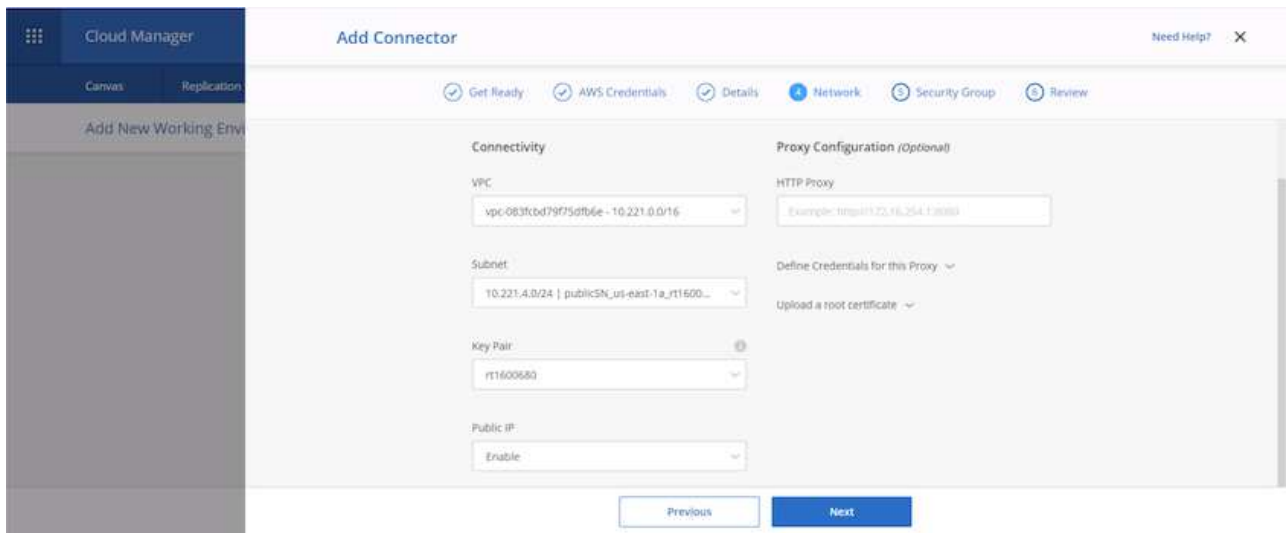 Cloud Manager
Add Connector
Need Help?
Canvas
Replication
Get Ready
AWS Credentials
Details
4 Network
5 Security Group
6 Review
Add New Working Envi
Connectivity
Proxy Configuration (Optional)
VPC
HTTP Proxy
vpc-083fcbd79f75dfb6e - 10.221.0.0/16
Subnet
Define Credentials for this Proxy
10.221.4.0/24 | publicSN_us-east-1a_rt1600...
Upload a root certificate
Key Pair
rt1600680
Public IP
Enable
Previous
Next